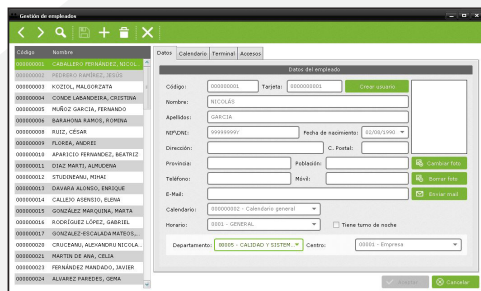 Gestión de empleados
Código Nombre
000000001 CABALLERO FERNÁNDEZ, NICOL...
000000002 PEDRERO RAMÍREZ, JESÚS
000000003 KOZIOL, MALGORZATA
000000004 CONDE LABANDEIRA, CRISTINA
000000005 MUÑOZ GARCIA, FERNANDO
000000006 BARAHONA RAMOS, ROMINA
000000008 RUIZ, CÉSAR
000000009 FLOREA, ANDREI
000000010 APARICIO FERNANDEZ, BEATRIZ
000000011 DIAZ MARTI, ALMUDENA
000000012 STUDINEANU, MIHAI
000000013 DAVARA ALONSO, ENRIQUE
000000014 CALLEJO ASENSIO, ELENA
000000015 GONZÁLEZ MARQUINA, MARTA
000000016 RODRÍGUEZ LÓPEZ, GABRIEL
000000017 GONZALEZ-ESCALADA MATEOS,...
000000020 CRUCEANU, ALEXANDRU NICOLA...
000000021 MARTIN DE ANA, CELIA
000000023 FERNÁNDEZ MANDADO, JAVIER
000000024 ALVAREZ PAREDES, GEMA
Datos Calendario Terminal Accesos
Datos del empleado
Código: 000000001 Tarjeta: 0000000001 Crear usuario
Nombre: NICOLÁS
Apellidos: GARCIA
NIF\DNI: 99999999Y Fecha de nacimiento: 02/08/1990
Dirección: C. Postal:
Provincia: Población: Cambiar foto
Teléfono: Móvil: Borrar foto
E-Mail: Enviar mail
Calendario: 000000002 - Calendario general
Horario: 0001 - GENERAL Tiene turno de noche
Departamento: 00005 - CALIDAD Y SISTEM... Centro: 00001 - Empresa
Aceptar Cancelar